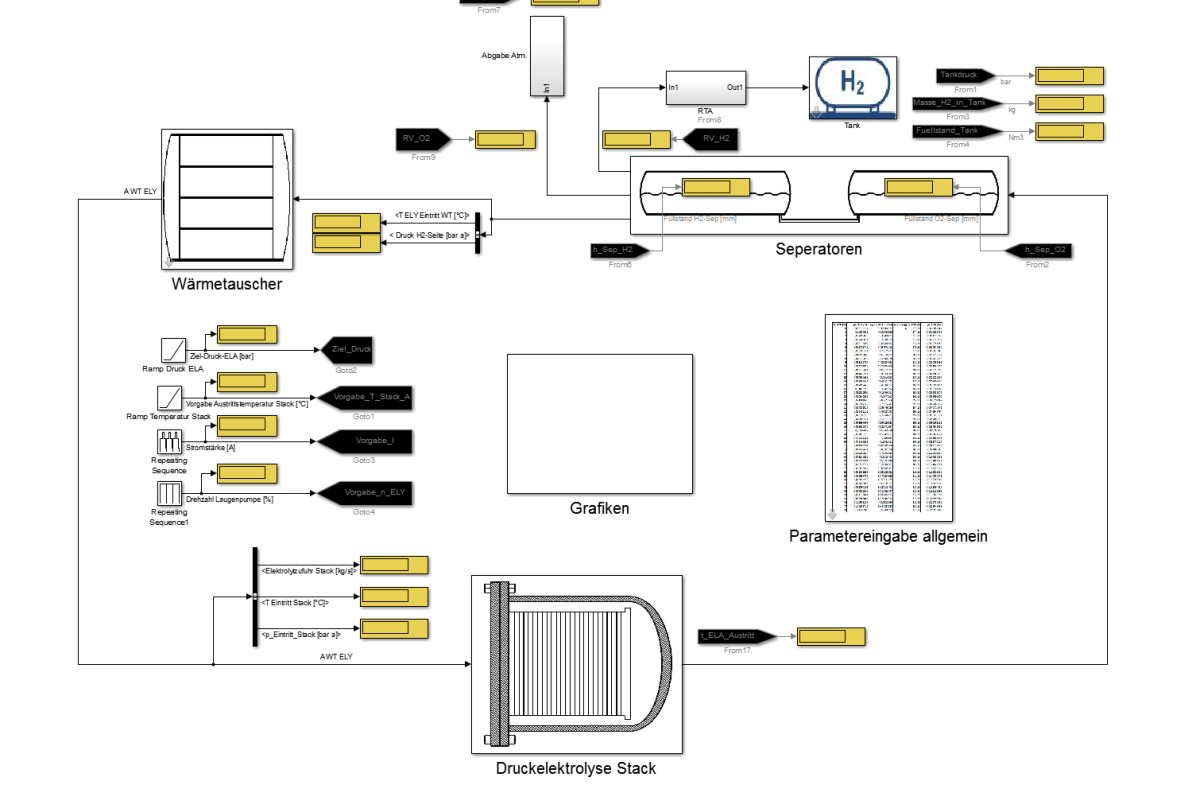 From7
Abgabe Atm.
In1
In1
Out1
RTA
From8
H2
Tank
Tankdruck
From1
bar
Masse_H2_in_Tank
From3
kg
Fuellstand_Tank
From4
Nm3
RV_O2
From9
RV_H2
AWT ELY
<T ELY Eintritt WT [°C]>
< Druck H2-Seite [bar a]>
Füllstand H2-Sep [mm]
Füllstand O2-Sep [mm]
h_Sep_H2
From6
Seperatoren
h_Sep_O2
From2
Wärmetauscher
Ziel-Druck-ELA [bar]
Ramp Druck ELA
Ziel_Druck
Goto2
Vorgabe Austrittstemperatur Stack [°C]
Ramp Temperatur Stack
Vorgabe_T_Stack_A
Goto1
Stromstärke [A]
Repeating
Sequence
Vorgabe_I
Goto3
Drehzahl Laugenpumpe [%]
Repeating
Sequence1
Vorgabe_n_ELY
Goto4
Grafiken
Parametereingabe allgemein
<Elektrolytzufuhr Stack [kg/s]>
<T Eintritt Stack [°C]>
<p_Eintritt_Stack [bar a]>
AWT ELY
t_ELA_Austritt
From17
Druckelektrolyse Stack